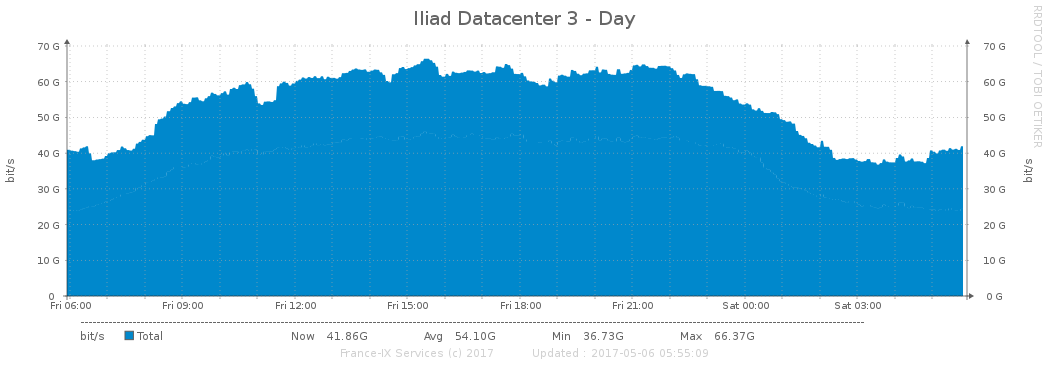 Iliad Datacenter 3 - Day
RRDTOOL / TOBI OETIKER
70 G 70 G
60 G 60 G
50 G 50 G
40 G 40 G
30 G 30 G
20 G 20 G
10 G 10 G
0 0 G
bit/s bit/s
Fri 06:00 Fri 09:00 Fri 12:00 Fri 15:00 Fri 18:00 Fri 21:00 Sat 00:00 Sat 03:00
bit/s Total Now 41.86G Avg 54.10G Min 36.73G Max 66.37G
France-IX Services (c) 2017 Updated : 2017-05-06 05:55:09